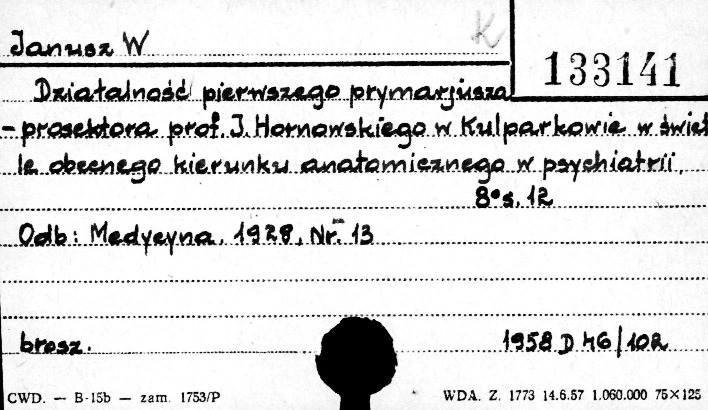 Janusz W
K
133141
Działalność pierwszego prymarjusza
- prosektora prof. J. Hornowskiego w Kulparkowie w świet
le obecnego kierunku anatomicznego w psychiatrii.
8° s. 12
Odb: Medycyna. 1928, Nr. 13
brosz.
1958 D 46/102
CWD. — B-15b — zam. 1753/P
WDA. Z. 1773 14.6.57 1.060.000 75×125